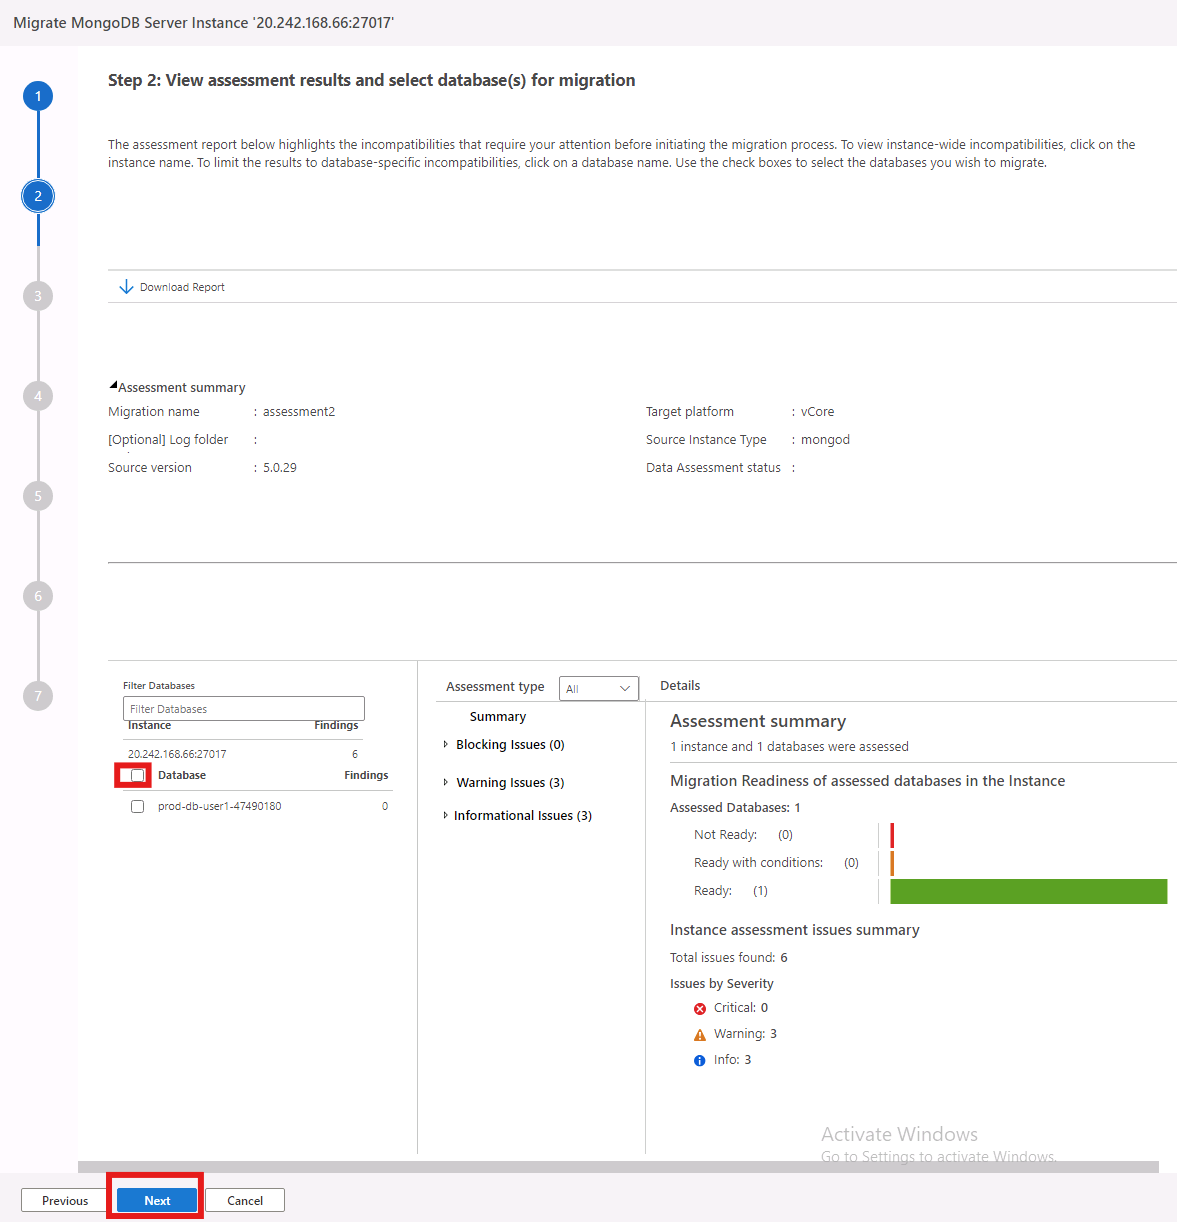 Migrate MongoDB Server Instance '20.242.168.66:27017'
1
2
3
4
5
6
7
Step 2: View assessment results and select database(s) for migration
The assessment report below highlights the incompatibilities that require your attention before initiating the migration process. To view instance-wide incompatibilities, click on the
instance name. To limit the results to database-specific incompatibilities, click on a database name. Use the check boxes to select the databases you wish to migrate.
Download Report
Assessment summary
Migration name : assessment2
Target platform : vCore
[Optional] Log folder :
Source Instance Type : mongod
Source version : 5.0.29
Data Assessment status :
Filter Databases
Filter Databases
Instance Findings
20.242.168.66:27017 6
Database Findings
prod-db-user1-47490180 0
Assessment type All
Summary
Blocking Issues (0)
Warning Issues (3)
Informational Issues (3)
Details
Assessment summary
1 instance and 1 databases were assessed
Migration Readiness of assessed databases in the Instance
Assessed Databases: 1
Not Ready: (0)
Ready with conditions: (0)
Ready: (1)
Instance assessment issues summary
Total issues found: 6
Issues by Severity
Critical: 0
Warning: 3
Info: 3
Activate Windows
Go to Settings to activate Windows.
Previous
Next
Cancel